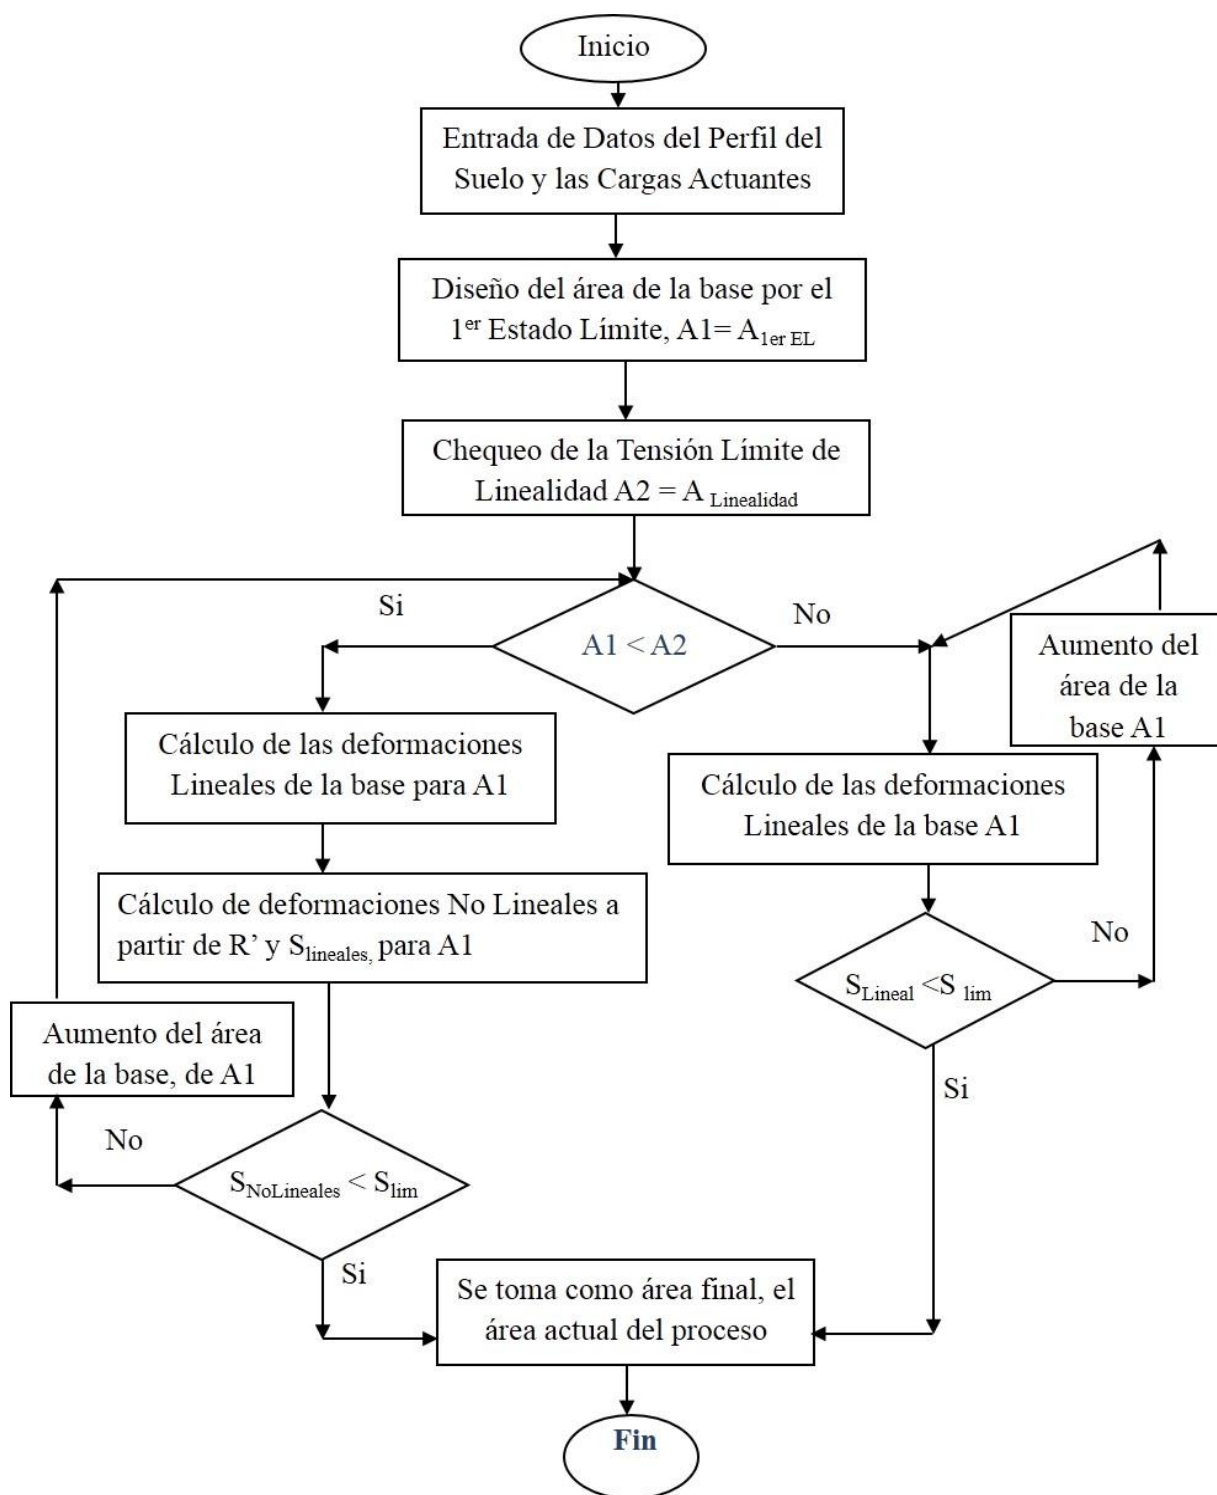 Inicio
Entrada de Datos del Perfil del
Suelo y las Cargas Actuantes
Diseño del área de la base por el
1er Estado Límite, A1= A1er EL
Chequeo de la Tensión Límite de
Linealidad A2 = A Linealidad
Si
A1 < A2
No
Aumento del
área de la
base A1
Cálculo de las deformaciones
Lineales de la base para A1
Cálculo de las deformaciones
Lineales de la base A1
Cálculo de deformaciones No Lineales a
partir de R’ y Slineales, para A1
No
SLineal <S lim
Aumento del área
de la base, de A1
Si
No
SNoLineales < Slim
Si
Se toma como área final, el
área actual del proceso
Fin